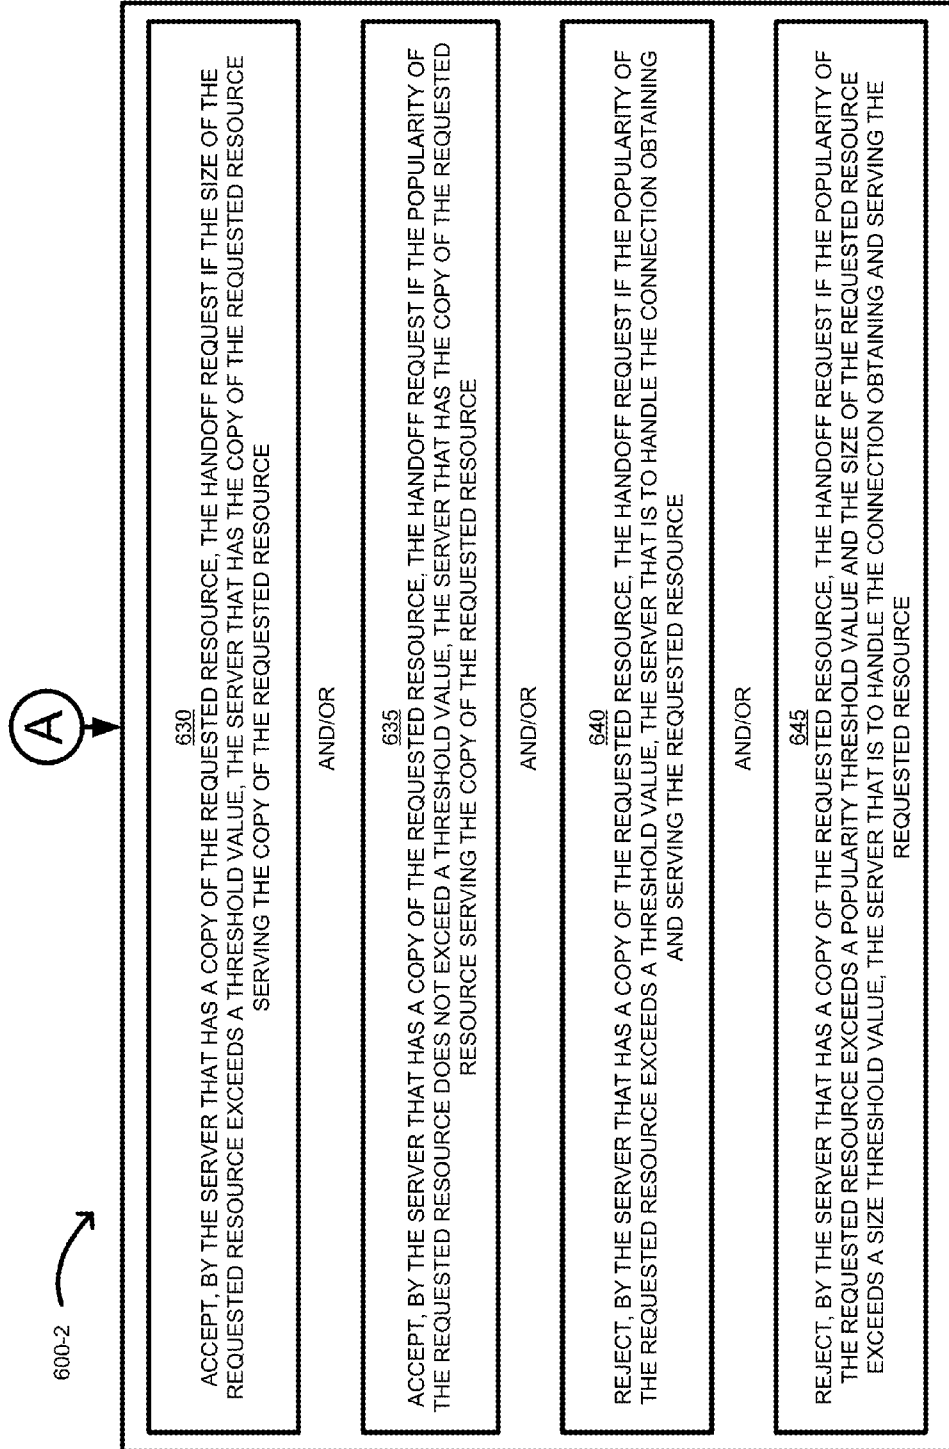 600-2
A
630
ACCEPT, BY THE SERVER THAT HAS A COPY OF THE REQUESTED RESOURCE, THE HANDOFF REQUEST IF THE SIZE OF THE
REQUESTED RESOURCE EXCEEDS A THRESHOLD VALUE, THE SERVER THAT HAS THE COPY OF THE REQUESTED RESOURCE
SERVING THE COPY OF THE REQUESTED RESOURCE
AND/OR
635
ACCEPT, BY THE SERVER THAT HAS A COPY OF THE REQUESTED RESOURCE, THE HANDOFF REQUEST IF THE POPULARITY OF
THE REQUESTED RESOURCE DOES NOT EXCEED A THRESHOLD VALUE, THE SERVER THAT HAS THE COPY OF THE REQUESTED
RESOURCE SERVING THE COPY OF THE REQUESTED RESOURCE
AND/OR
640
REJECT, BY THE SERVER THAT HAS A COPY OF THE REQUESTED RESOURCE, THE HANDOFF REQUEST IF THE POPULARITY OF
THE REQUESTED RESOURCE EXCEEDS A THRESHOLD VALUE, THE SERVER THAT IS TO HANDLE THE CONNECTION OBTAINING
AND SERVING THE REQUESTED RESOURCE
AND/OR
645
REJECT, BY THE SERVER THAT HAS A COPY OF THE REQUESTED RESOURCE, THE HANDOFF REQUEST IF THE POPULARITY OF
THE REQUESTED RESOURCE EXCEEDS A POPULARITY THRESHOLD VALUE AND THE SIZE OF THE REQUESTED RESOURCE
EXCEEDS A SIZE THRESHOLD VALUE, THE SERVER THAT IS TO HANDLE THE CONNECTION OBTAINING AND SERVING THE
REQUESTED RESOURCE